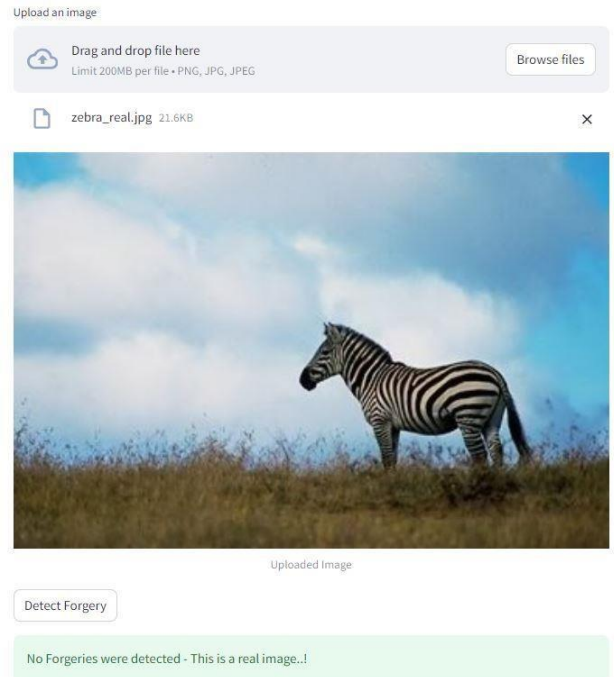 Upload an image
Drag and drop file here
Limit 200MB per file • PNG, JPG, JPEG
Browse files
zebra_real.jpg 21.6KB
Uploaded Image
Detect Forgery
No Forgeries were detected - This is a real image..!